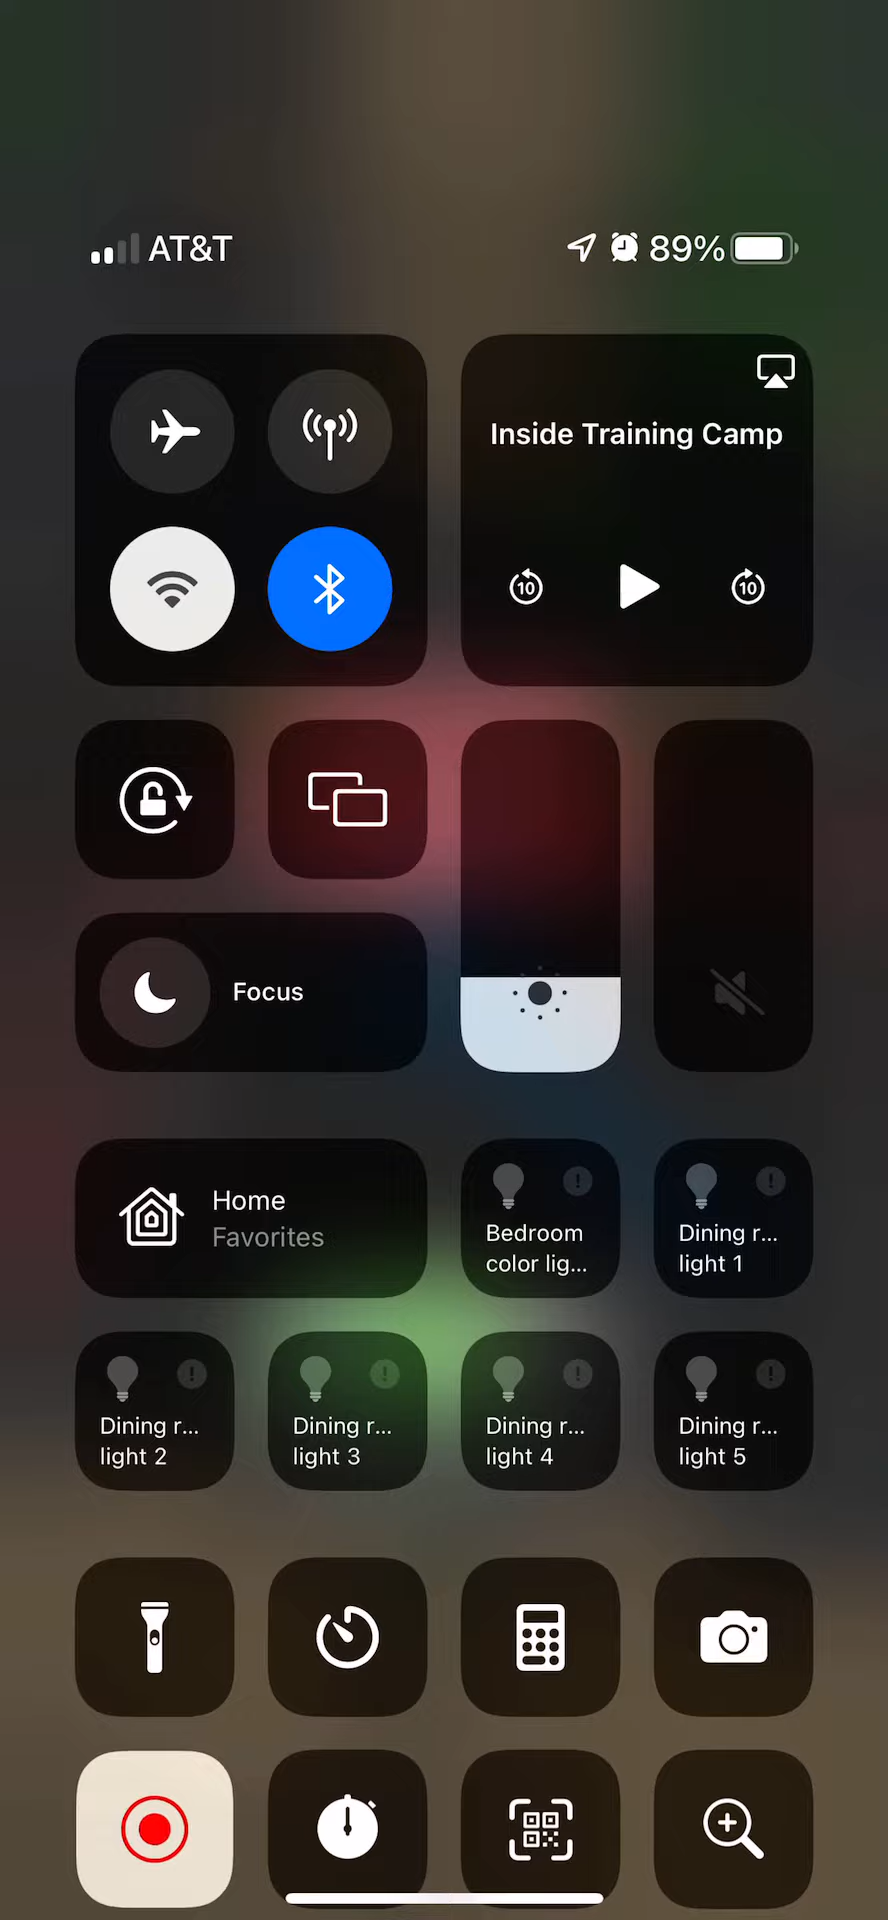 AT&T 89%
Inside Training Camp
10 10
Focus
Home
Favorites
Bedroom
color lig...
Dining r...
light 1
Dining r...
light 2
Dining r...
light 3
Dining r...
light 4
Dining r...
light 5